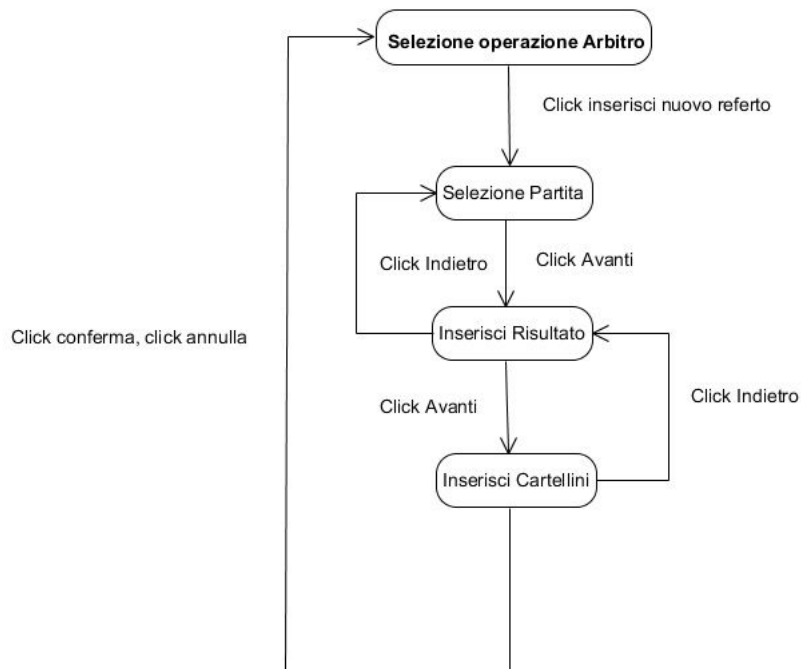 Selezione operazione Arbitro
Click inserisci nuovo referto
Selezione Partita
Click Indietro
Click Avanti
Click conferma, click annulla
Inserisci Risultato
Click Avanti
Click Indietro
Inserisci Cartellini